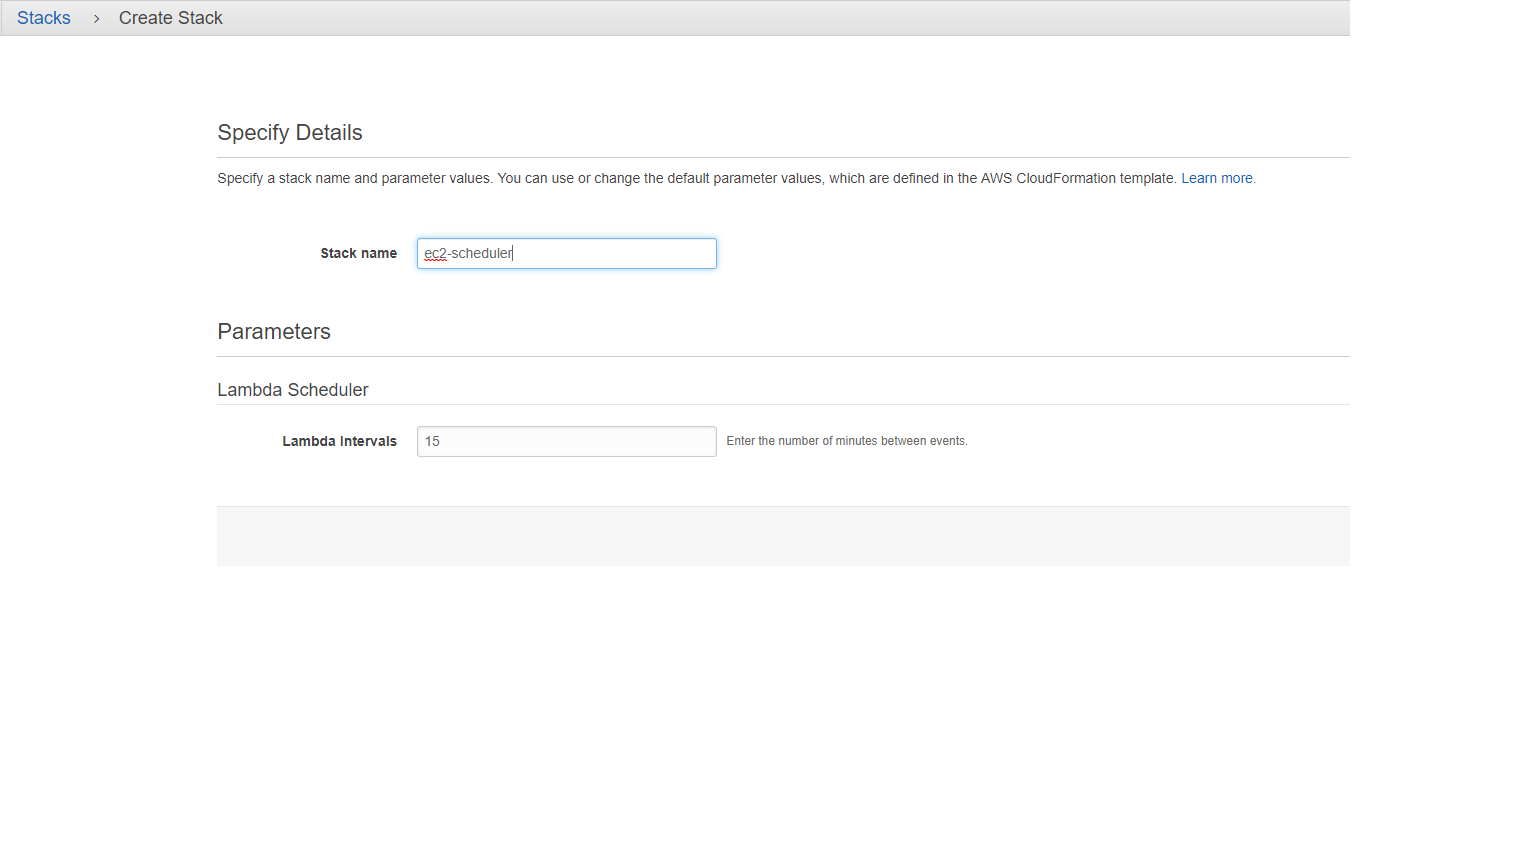 Stacks > Create Stack
Specify Details
Specify a stack name and parameter values. You can use or change the default parameter values, which are defined in the AWS CloudFormation template. Learn more.
Stack name ec2-scheduler
Parameters
Lambda Scheduler
Lambda Intervals 15 Enter the number of minutes between events.